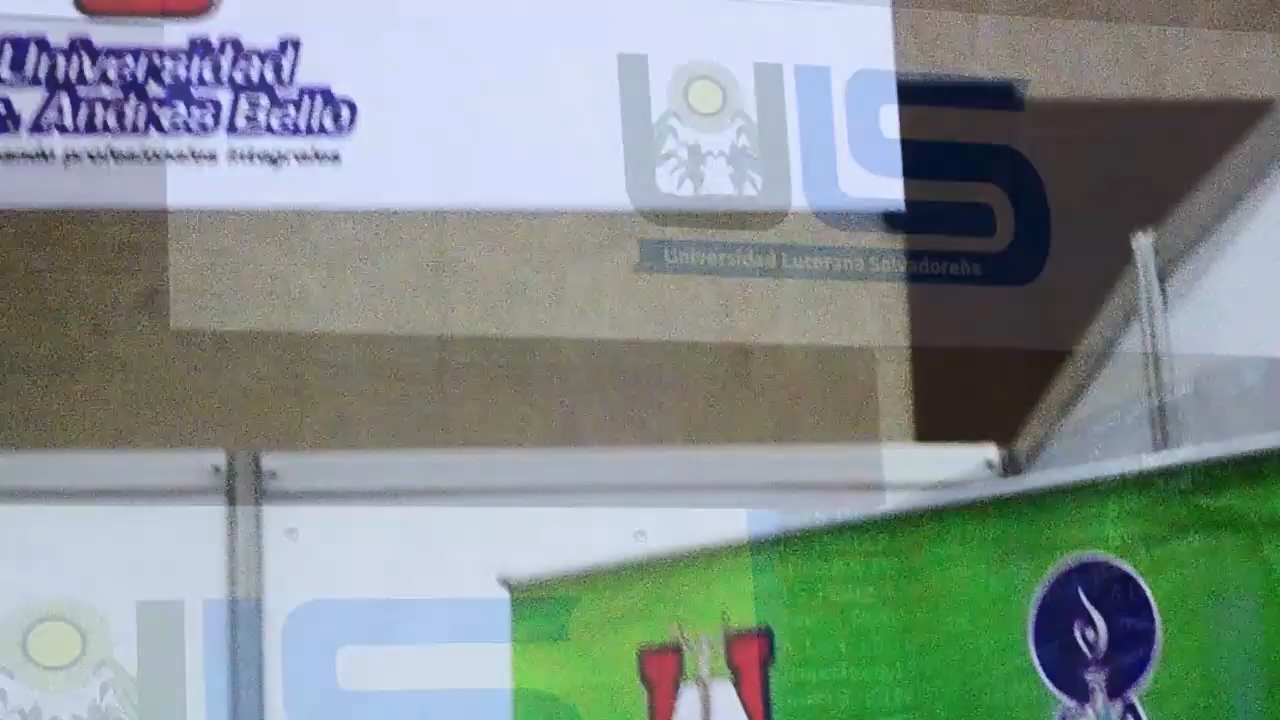 Universidad
Andrés Bello
Universidad Luterana Salvadoreña
ULS